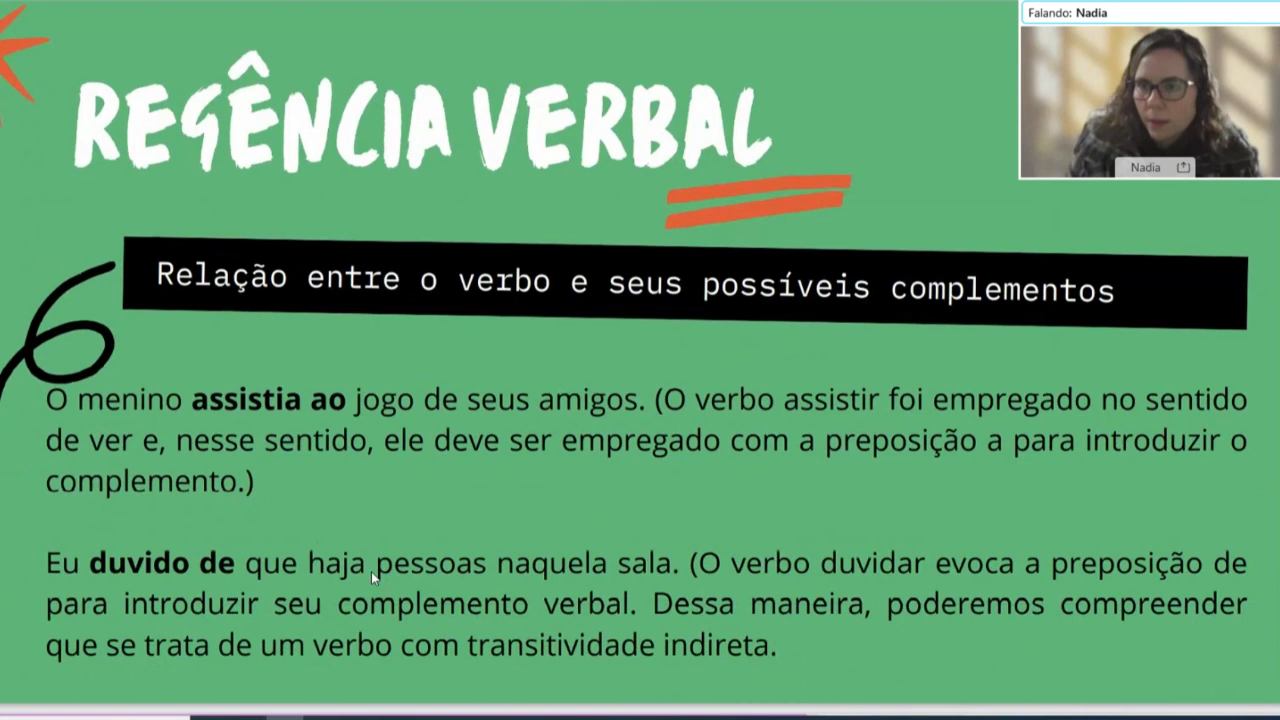 Falando: Nadia
Nadia
REGÊNCIA VERBAL
Relação entre o verbo e seus possíveis complementos
O menino assistia ao jogo de seus amigos. (O verbo assistir foi empregado no sentido
de ver e, nesse sentido, ele deve ser empregado com a preposição a para introduzir o
complemento.)
Eu duvido de que haja pessoas naquela sala. (O verbo duvidar evoca a preposição de
para introduzir seu complemento verbal. Dessa maneira, poderemos compreender
que se trata de um verbo com transitividade indireta.